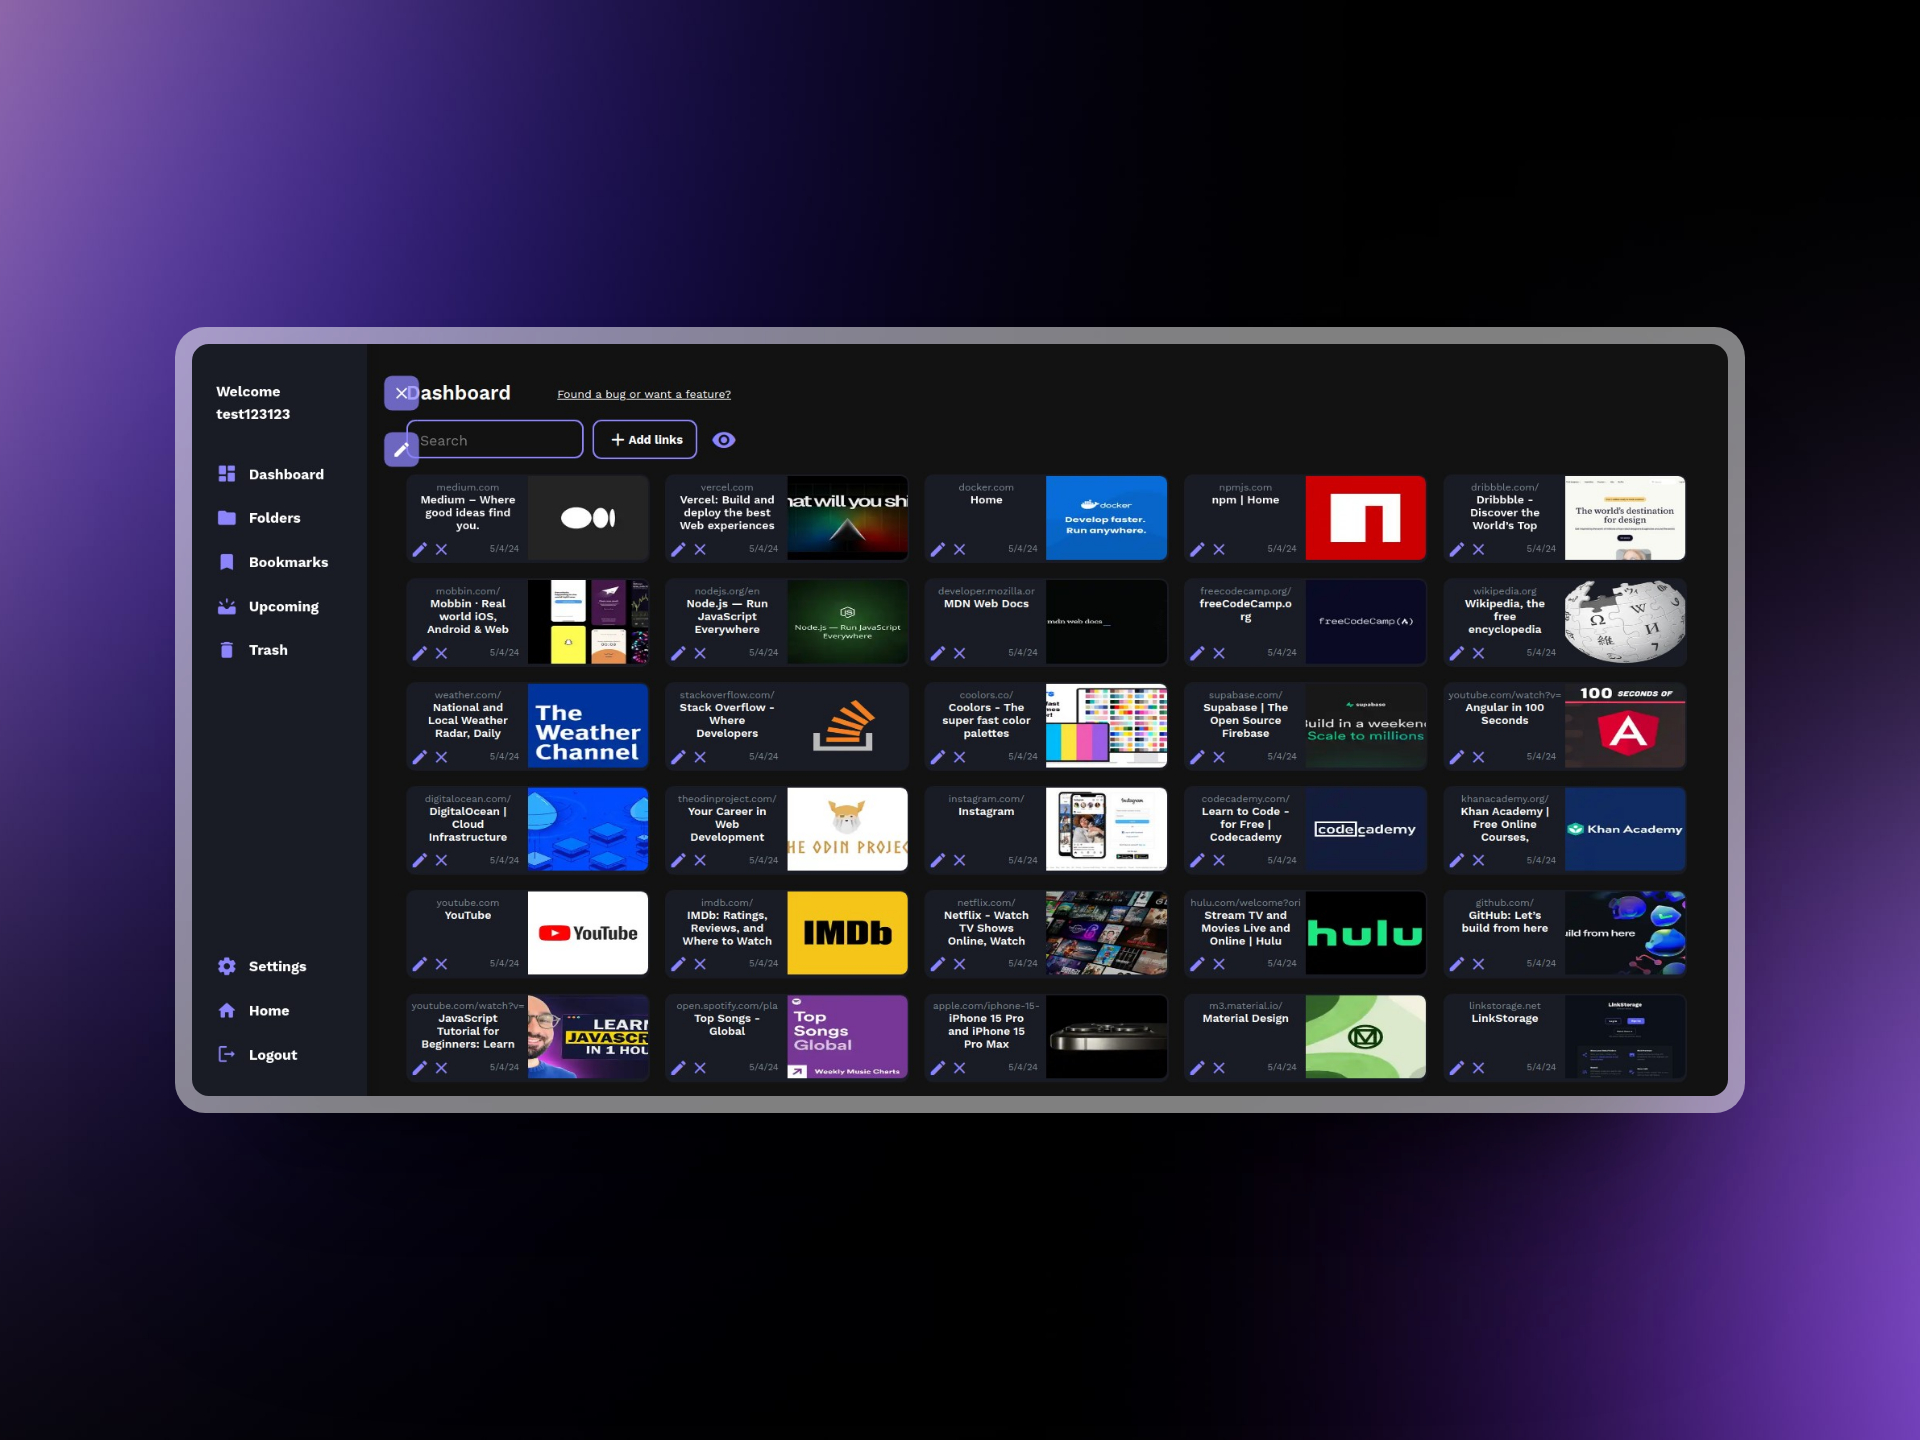 Welcome
test123123
Dashboard
Folders
Bookmarks
Upcoming
Trash
Settings
Home
Logout
Dashboard
Found a bug or want a feature?
Search
Add links
medium.com
Medium – Where
good ideas find
you.
5/4/24
vercel.com
Vercel: Build and
deploy the best
Web experiences
5/4/24
hat will you shi
docker.com
Home
5/4/24
docker
Develop faster.
Run anywhere.
npmjs.com
npm | Home
5/4/24
dribbble.com/
Dribbble -
Discover the
World's Top
5/4/24
The world's destination
for design
mobbin.com/
Mobbin · Real
world iOS,
Android & Web
5/4/24
nodejs.org/en
Node.js — Run
JavaScript
Everywhere
5/4/24
Node.js — Run JavaScript
Everywhere
developer.mozilla.or
MDN Web Docs
5/4/24
mdn web docs_
freecodecamp.org/
freeCodeCamp.o
rg
5/4/24
freeCodeCamp(
wikipedia.org
Wikipedia, the
free
encyclopedia
5/4/24
Ω W И 維
weather.com/
National and
Local Weather
Radar, Daily
5/4/24
The
Weather
Channel
stackoverflow.com/
Stack Overflow -
Where
Developers
5/4/24
coolors.co/
Coolors - The
super fast color
palettes
5/4/24
supabase.com/
Supabase | The
Open Source
Firebase
5/4/24
supabase
Build in a weekend
Scale to millions
youtube.com/watch?v=
Angular in 100
Seconds
5/4/24
100 SECONDS OF
A
digitalocean.com/
DigitalOcean |
Cloud
Infrastructure
5/4/24
theodinproject.com/
Your Career in
Web
Development
5/4/24
HE ODIN PROJEC
instagram.com/
Instagram
5/4/24
Instagram
codecademy.com/
Learn to Code -
for Free |
Codecademy
5/4/24
codecademy
khanacademy.org/
Khan Academy |
Free Online
Courses,
5/4/24
Khan Academy
youtube.com
YouTube
5/4/24
YouTube
imdb.com/
IMDb: Ratings,
Reviews, and
Where to Watch
5/4/24
IMDb
netflix.com/
Netflix - Watch
TV Shows
Online, Watch
5/4/24
hulu.com/welcome?ori
Stream TV and
Movies Live and
Online | Hulu
5/4/24
hulu
github.com/
GitHub: Let's
build from here
5/4/24
uild from here
youtube.com/watch?v=
JavaScript
Tutorial for
Beginners: Learn
5/4/24
LEARN
JAVASCR
IN 1 HOU
open.spotify.com/pla
Top Songs -
Global
5/4/24
Top
Songs
Global
Weekly Music Charts
apple.com/iphone-15-
iPhone 15 Pro
and iPhone 15
Pro Max
5/4/24
m3.material.io/
Material Design
5/4/24
linkstorage.net
LinkStorage
5/4/24
LinkStorage